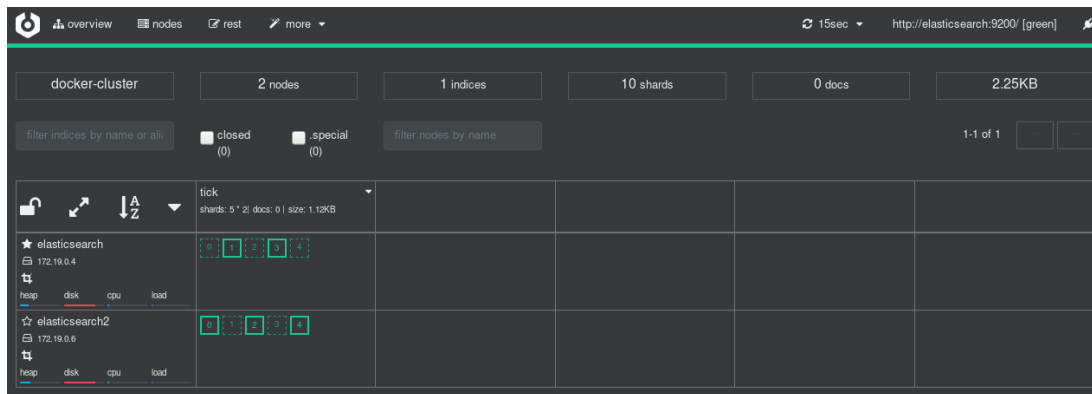 overview nodes rest more 15sec http://elasticsearch:9200/ [green]
docker-cluster 2 nodes 1 indices 10 shards 0 docs 2.25KB
filter indices by name or ali closed (0) .special (0) filter nodes by name 1-1 of 1
A
Z
tick
shards: 5 * 2| docs: 0 | size: 1.12KB
elasticsearch 0 1 2 3 4
172.19.0.4
heap disk cpu load
elasticsearch2 0 1 2 3 4
172.19.0.6
heap disk cpu load